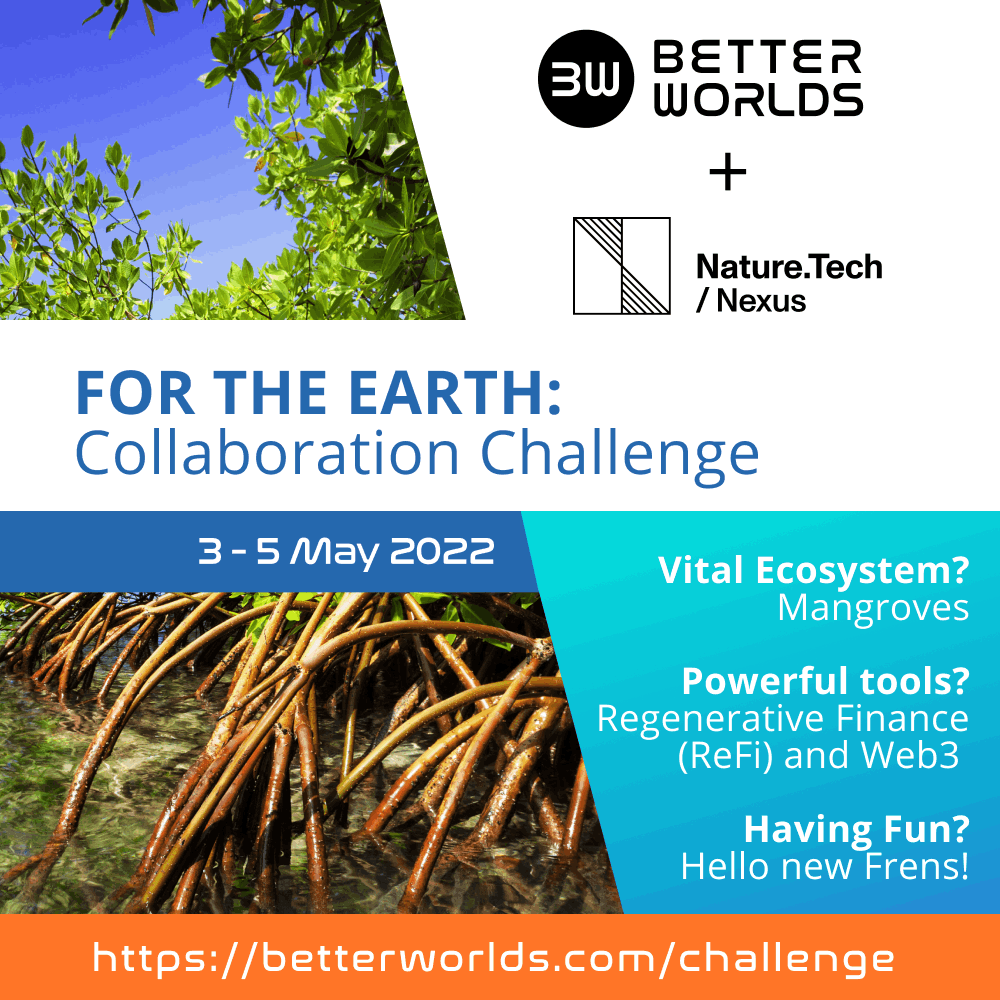 BETTER
WORLDS
+
Nature.Tech
/ Nexus
FOR THE EARTH:
Collaboration Challenge
3 - 5 May 2022
Vital Ecosystem?
Mangroves
Powerful tools?
Regenerative Finance
(ReFi) and Web3
Having Fun?
Hello new Frens!
https://betterworlds.com/challenge